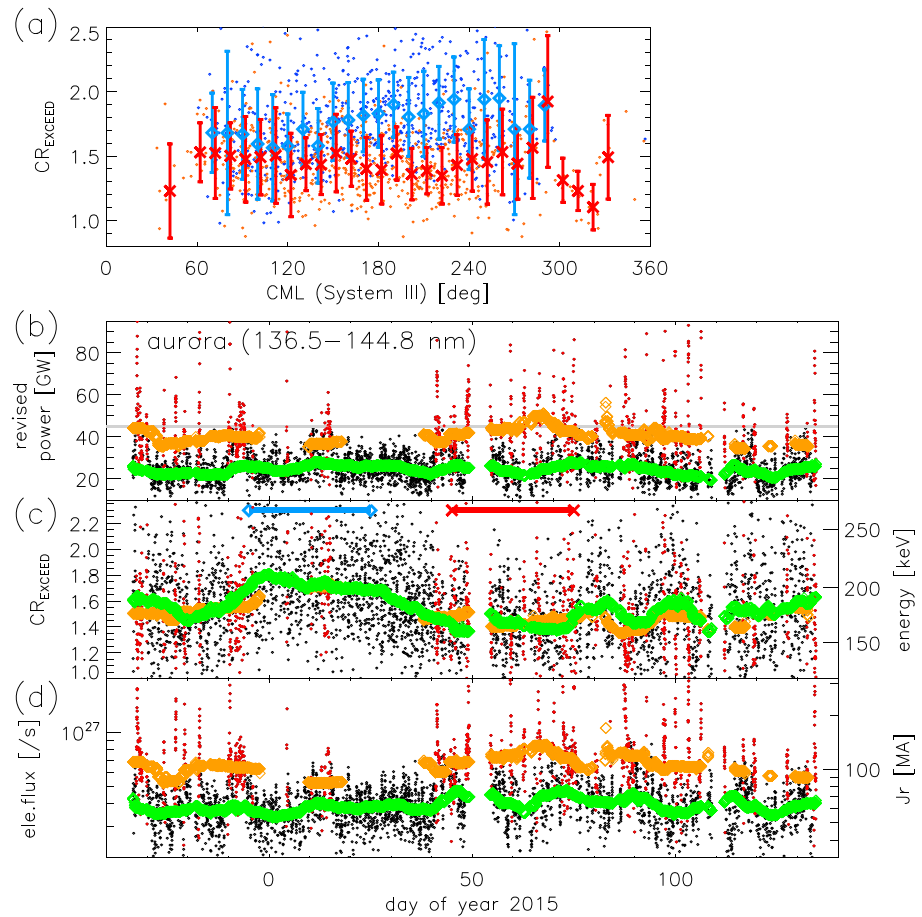 (a)
2.5
2.0
1.5
1.0
CR_EXCEED
0 60 120 180 240 300 360
CML (System III) [deg]
(b)
aurora (136.5–144.8 nm)
80
60
40
20
revised
power [GW]
(c)
2.2
2.0
1.8
1.6
1.4
1.2
1.0
CR_EXCEED
250
200
150
energy [keV]
(d)
10^27
ele.flux [/s]
100
Jr [MA]
0 50 100
day of year 2015